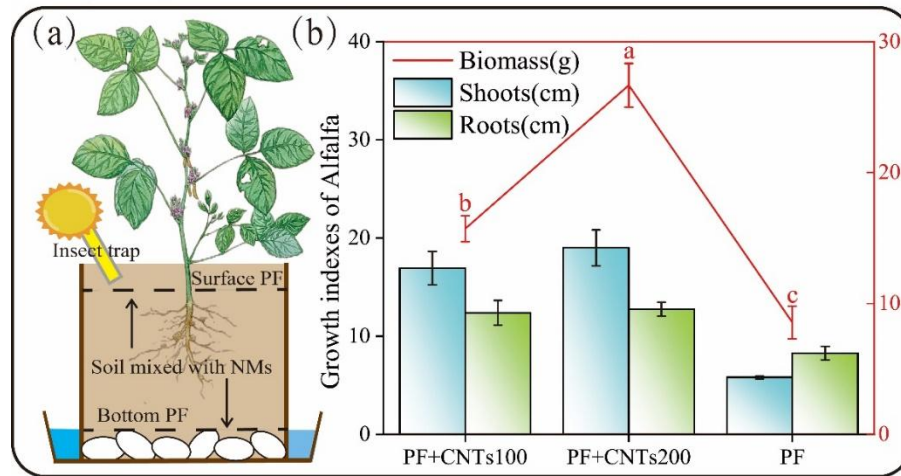 (a)
Insect trap
Surface PF
Soil mixed with NMs
Bottom PF
(b)
Growth indexes of Alfalfa
40
40
30
20
10
0
Biomass(g)
Shoots(cm)
Roots(cm)
b
a
c
30
20
10
0
PF+CNTs100
PF+CNTs200
PF